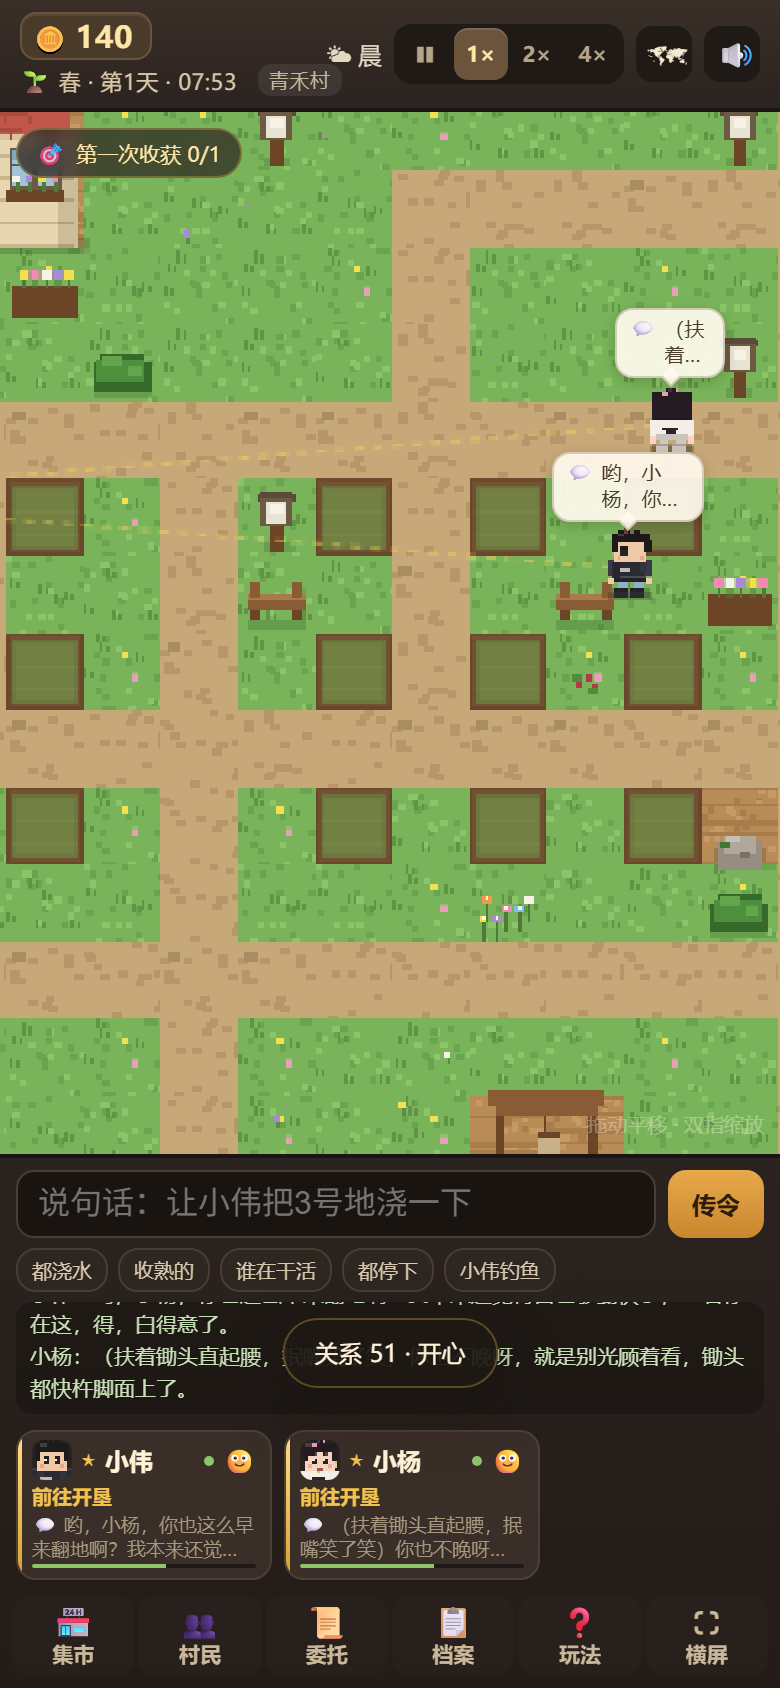 140
春 · 第1天 · 07:53
青禾村
晨
1×
2×
4×
第一次收获 0/1
（扶
着...
哟，小
杨，你...
拖动平移 · 双指缩放
说句话：让小伟把3号地浇一下
传令
都浇水
收熟的
谁在干活
都停下
小伟钓鱼
在这，得，白得意了。
小杨：（扶着锄头直起腰，
呀，就是别光顾着看，锄头
都快杵脚面上了。
关系 51 · 开心
★ 小伟
前往开垦
哟，小杨，你也这么早
来翻地啊？我本来还觉...
★ 小杨
前往开垦
（扶着锄头直起腰，抿
嘴笑了笑）你也不晚呀...
24H
集市
村民
委托
档案
玩法
横屏